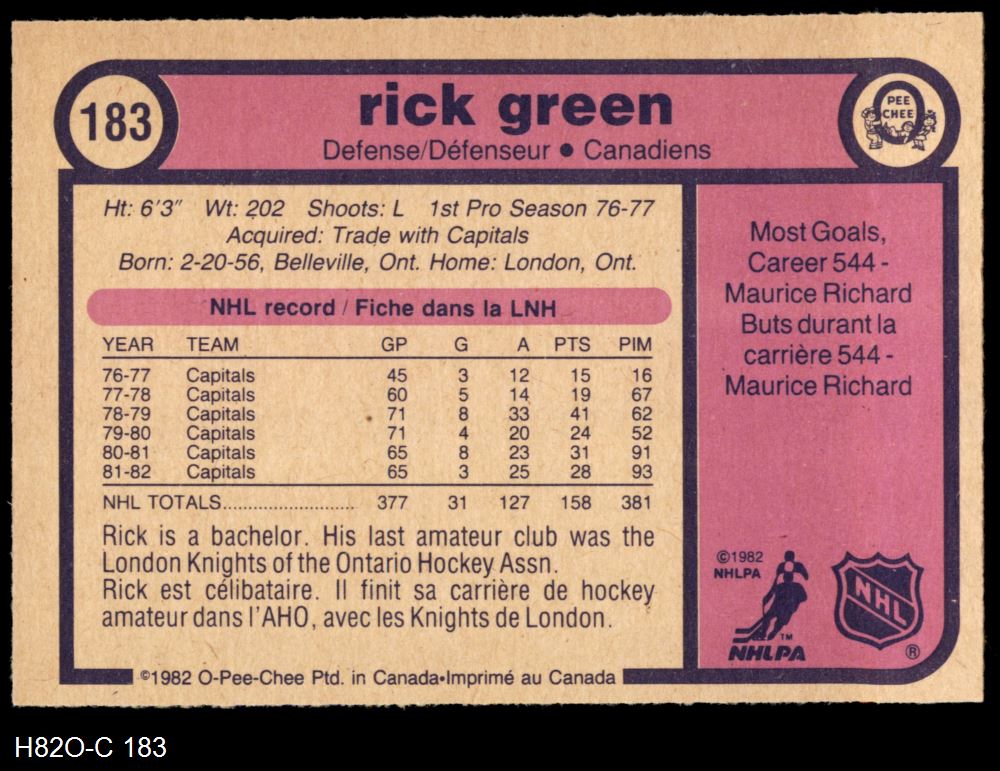 183
rick green
PEE
CHEE
Defense/Défenseur ● Canadiens
Ht: 6'3" Wt: 202 Shoots: L 1st Pro Season 76-77
Acquired: Trade with Capitals
Born: 2-20-56, Belleville, Ont. Home: London, Ont.
NHL record / Fiche dans la LNH
YEAR TEAM GP G A PTS PIM
76-77 Capitals 45 3 12 15 16
77-78 Capitals 60 5 14 19 67
78-79 Capitals 71 8 33 41 62
79-80 Capitals 71 4 20 24 52
80-81 Capitals 65 8 23 31 91
81-82 Capitals 65 3 25 28 93
NHL TOTALS........................... 377 31 127 158 381
Rick is a bachelor. His last amateur club was the
London Knights of the Ontario Hockey Assn.
Rick est célibataire. Il finit sa carrière de hockey
amateur dans l'AHO, avec les Knights de London.
Most Goals,
Career 544 -
Maurice Richard
Buts durant la
carrière 544 -
Maurice Richard
©1982
NHLPA
TM
NHLPA
NHL
®
©1982 O-Pee-Chee Ptd. in Canada•Imprimé au Canada
H82O-C 183